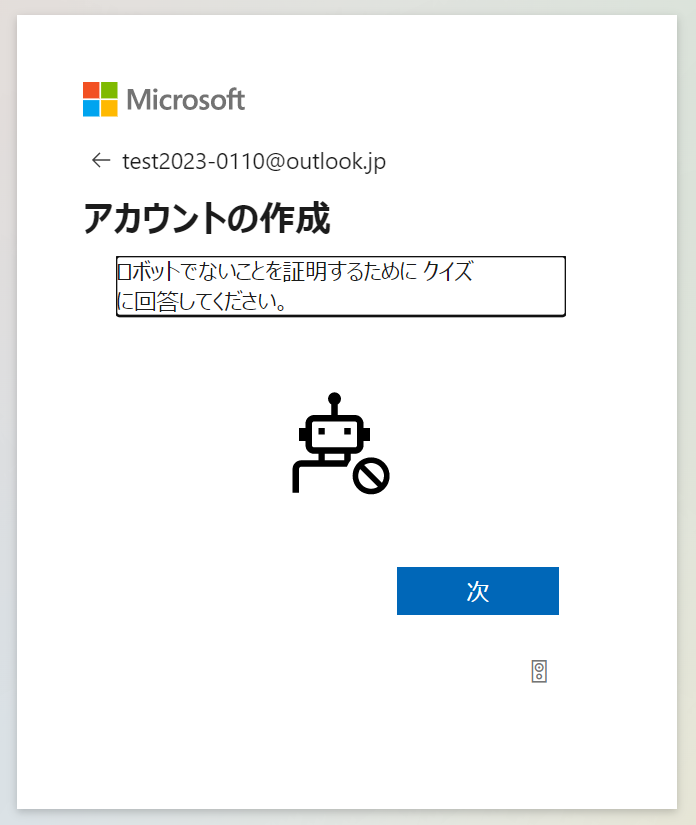 Microsoft
← test2023-0110@outlook.jp
アカウントの作成
ロボットでないことを証明するために クイズ
に回答してください。
次